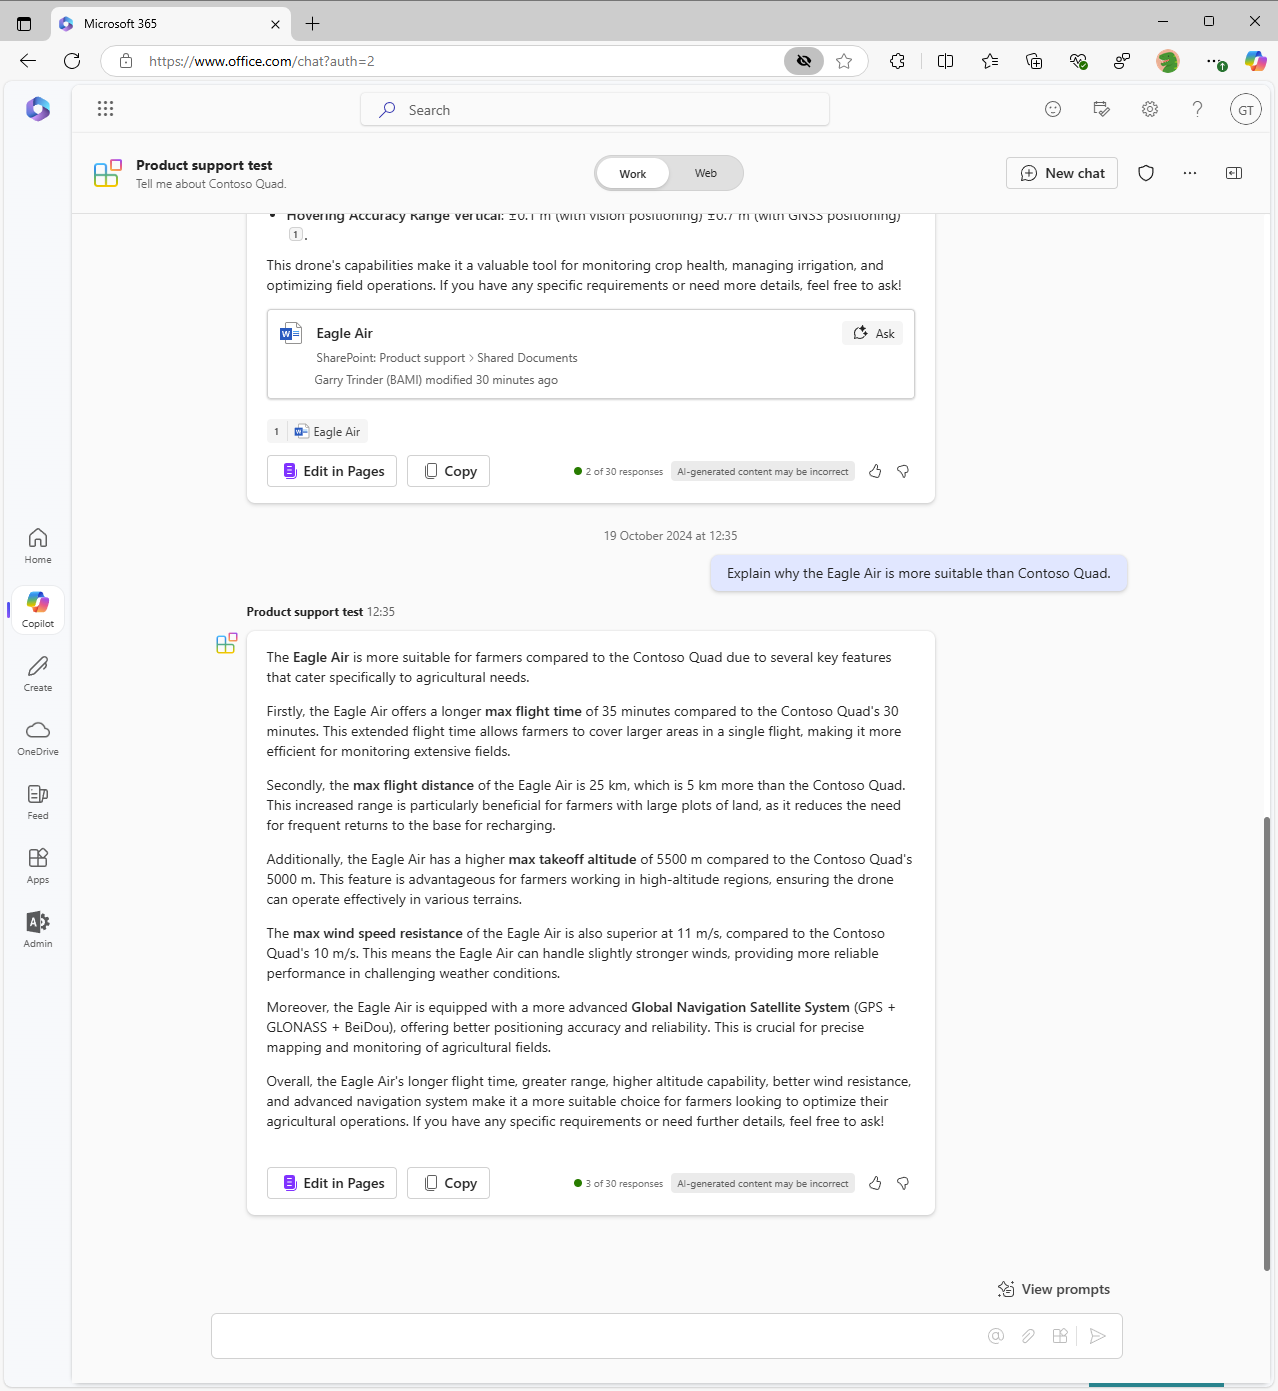 Microsoft 365
https://www.office.com/chat?auth=2
Search
GT
Product support test
Tell me about Contoso Quad.
Work
Web
New chat
Hovering Accuracy Range Vertical: ±0.1 m (with vision positioning) ±0.7 m (with GNSS positioning)
1 .
This drone's capabilities make it a valuable tool for monitoring crop health, managing irrigation, and
optimizing field operations. If you have any specific requirements or need more details, feel free to ask!
Eagle Air
Ask
SharePoint: Product support > Shared Documents
Garry Trinder (BAMI) modified 30 minutes ago
1 Eagle Air
Edit in Pages
Copy
2 of 30 responses
AI-generated content may be incorrect
19 October 2024 at 12:35
Explain why the Eagle Air is more suitable than Contoso Quad.
Product support test 12:35
The Eagle Air is more suitable for farmers compared to the Contoso Quad due to several key features
that cater specifically to agricultural needs.
Firstly, the Eagle Air offers a longer max flight time of 35 minutes compared to the Contoso Quad's 30
minutes. This extended flight time allows farmers to cover larger areas in a single flight, making it more
efficient for monitoring extensive fields.
Secondly, the max flight distance of the Eagle Air is 25 km, which is 5 km more than the Contoso Quad.
This increased range is particularly beneficial for farmers with large plots of land, as it reduces the need
for frequent returns to the base for recharging.
Additionally, the Eagle Air has a higher max takeoff altitude of 5500 m compared to the Contoso Quad's
5000 m. This feature is advantageous for farmers working in high-altitude regions, ensuring the drone
can operate effectively in various terrains.
The max wind speed resistance of the Eagle Air is also superior at 11 m/s, compared to the Contoso
Quad's 10 m/s. This means the Eagle Air can handle slightly stronger winds, providing more reliable
performance in challenging weather conditions.
Moreover, the Eagle Air is equipped with a more advanced Global Navigation Satellite System (GPS +
GLONASS + BeiDou), offering better positioning accuracy and reliability. This is crucial for precise
mapping and monitoring of agricultural fields.
Overall, the Eagle Air's longer flight time, greater range, higher altitude capability, better wind resistance,
and advanced navigation system make it a more suitable choice for farmers looking to optimize their
agricultural operations. If you have any specific requirements or need further details, feel free to ask!
Edit in Pages
Copy
3 of 30 responses
AI-generated content may be incorrect
View prompts
Home
Copilot
Create
OneDrive
Feed
Apps
Admin